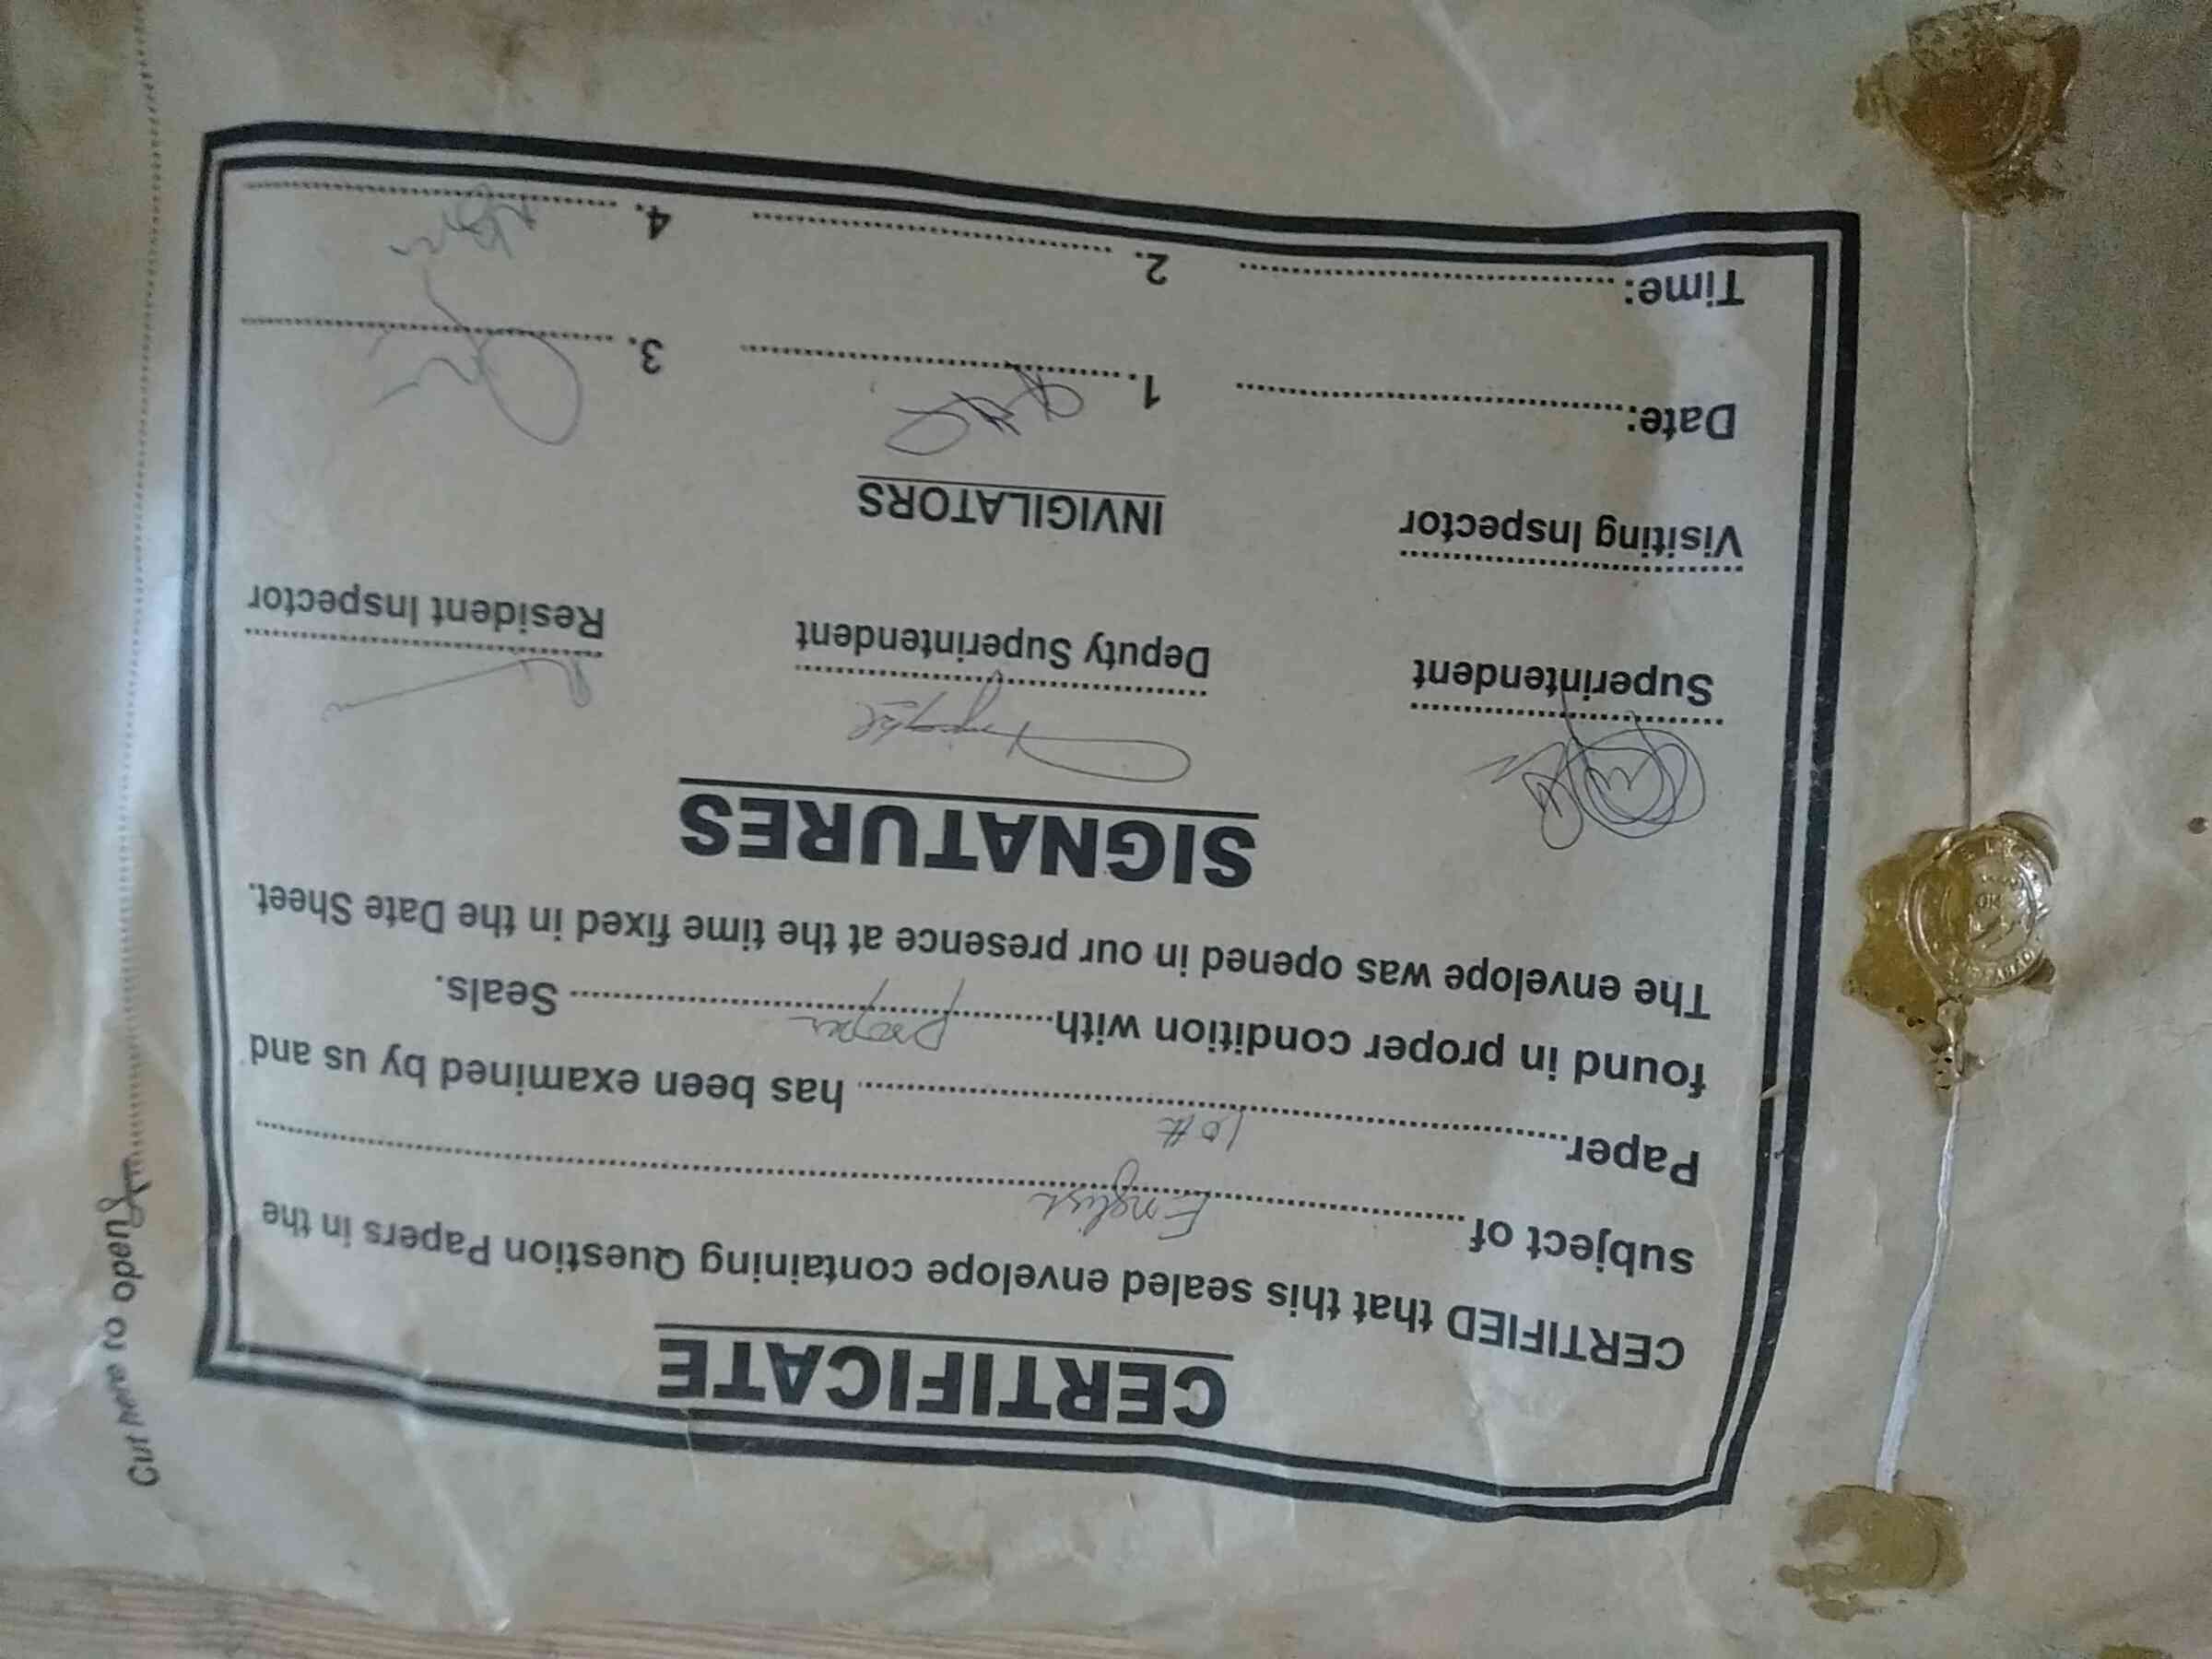 CERTIFICATE
CERTIFIED that this sealed envelope containing Question Papers in the
subject of ........ English ........
Paper ........ 10th ........ has been examined by us and
found in proper condition with ........ proper ........ Seals.
The envelope was opened in our presence at the time fixed in the Date Sheet.
SIGNATURES
Superintendent Deputy Superintendent Resident Inspector
Visiting Inspector INVIGILATORS
Date: ........ 1. ........ 3. ........
Time: ........ 2. ........ 4. ........
Cut here to open